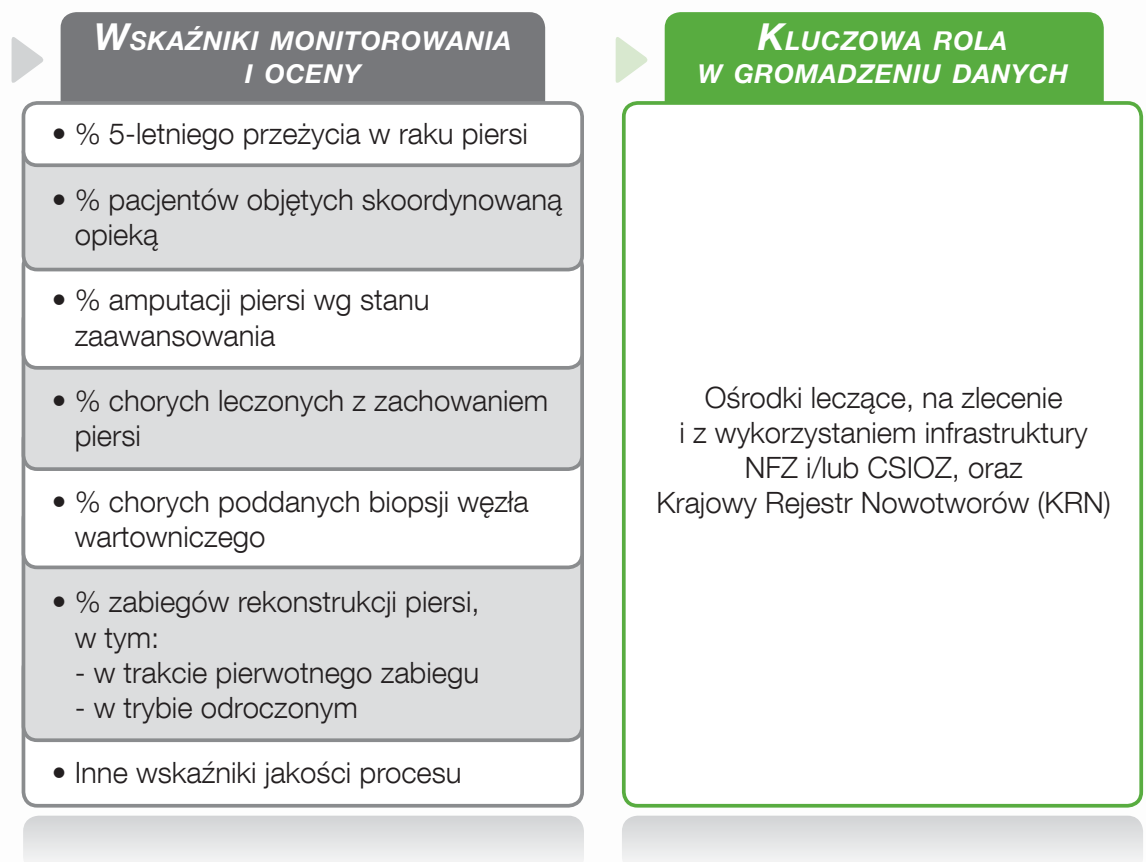 WSKAŹNIKI MONITOROWANIA
I OCENY
• % 5-letniego przeżycia w raku piersi
• % pacjentów objętych skoordynowaną
opieką
• % amputacji piersi wg stanu
zaawansowania
• % chorych leczonych z zachowaniem
piersi
• % chorych poddanych biopsji węzła
wartowniczego
• % zabiegów rekonstrukcji piersi,
w tym:
- w trakcie pierwotnego zabiegu
- w trybie odroczonym
• Inne wskaźniki jakości procesu
KLUCZOWA ROLA
W GROMADZENIU DANYCH
Ośrodki leczące, na zlecenie
i z wykorzystaniem infrastruktury
NFZ i/lub CSIOZ, oraz
Krajowy Rejestr Nowotworów (KRN)